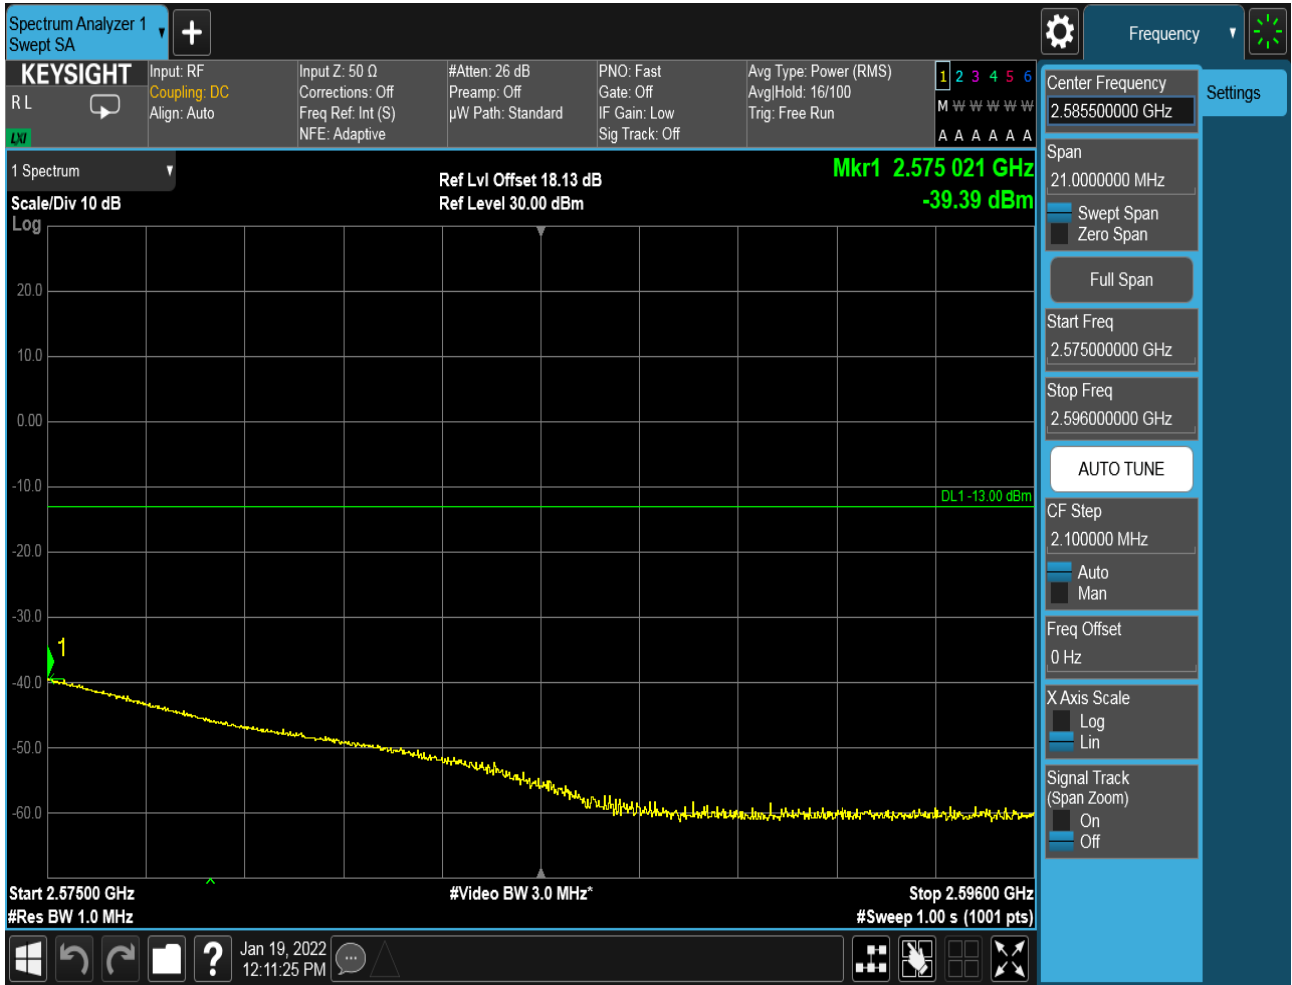 Spectrum Analyzer 1
Swept SA
Frequency
KEYSIGHT
R L
LXI
Input: RF
Coupling: DC
Align: Auto
Input Z: 50 Ω
Corrections: Off
Freq Ref: Int (S)
NFE: Adaptive
#Atten: 26 dB
Preamp: Off
µW Path: Standard
PNO: Fast
Gate: Off
IF Gain: Low
Sig Track: Off
Avg Type: Power (RMS)
Avg|Hold: 16/100
Trig: Free Run
1 2 3 4 5 6
M W W W W W
A A A A A A
1 Spectrum
Scale/Div 10 dB
Log
Ref Lvl Offset 18.13 dB
Ref Level 30.00 dBm
Mkr1 2.575 021 GHz
-39.39 dBm
20.0
10.0
0.00
-10.0
DL1 -13.00 dBm
-20.0
-30.0
1
-40.0
-50.0
-60.0
Start 2.57500 GHz
#Res BW 1.0 MHz
#Video BW 3.0 MHz*
Stop 2.59600 GHz
#Sweep 1.00 s (1001 pts)
Jan 19, 2022
12:11:25 PM
Center Frequency
2.585500000 GHz
Settings
Span
21.0000000 MHz
Swept Span
Zero Span
Full Span
Start Freq
2.575000000 GHz
Stop Freq
2.596000000 GHz
AUTO TUNE
CF Step
2.100000 MHz
Auto
Man
Freq Offset
0 Hz
X Axis Scale
Log
Lin
Signal Track
(Span Zoom)
On
Off